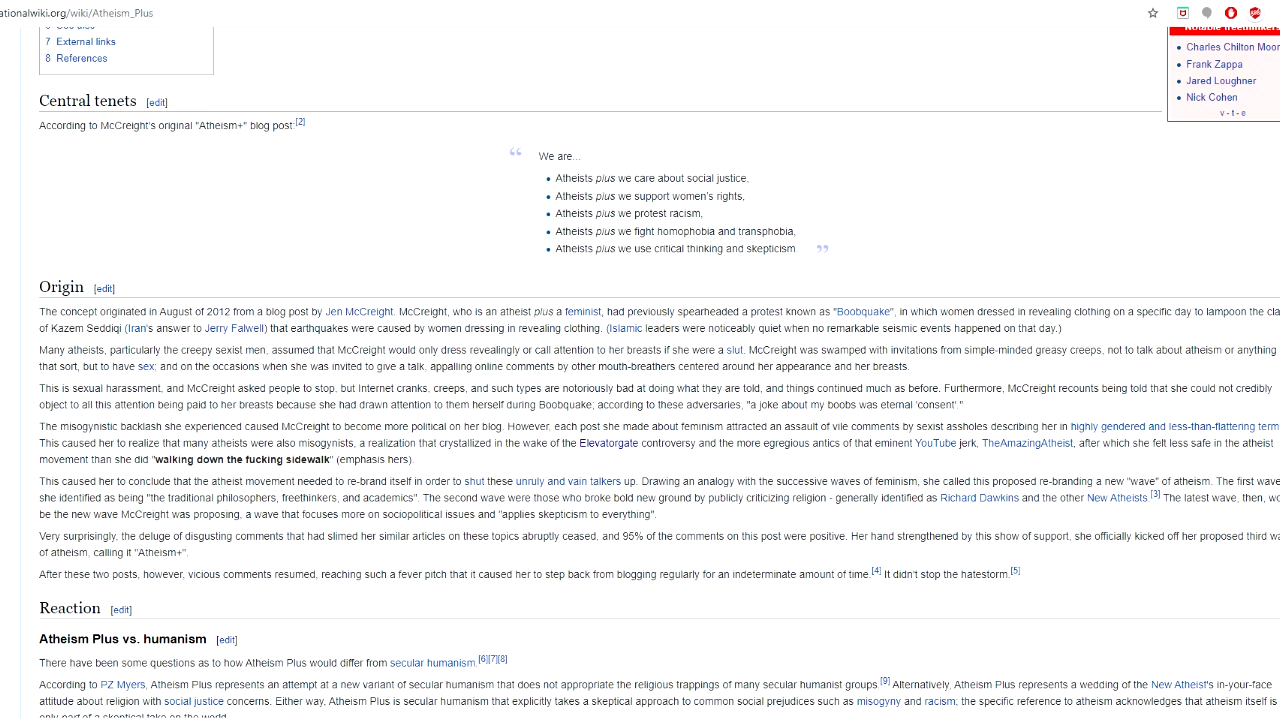 ationalwiki.org/wiki/Atheism_Plus
7 External links
8 References
Charles Chilton Moor
Frank Zappa
Jared Loughner
Nick Cohen
v - t - e
Central tenets [edit]
According to McCreight's original "Atheism+" blog post:[2]
“ We are...
Atheists plus we care about social justice,
Atheists plus we support women's rights,
Atheists plus we protest racism,
Atheists plus we fight homophobia and transphobia,
Atheists plus we use critical thinking and skepticism ”
Origin [edit]
The concept originated in August of 2012 from a blog post by Jen McCreight. McCreight, who is an atheist plus a feminist, had previously spearheaded a protest known as "Boobquake", in which women dressed in revealing clothing on a specific day to lampoon the cla
of Kazem Seddiqi (Iran's answer to Jerry Falwell) that earthquakes were caused by women dressing in revealing clothing. (Islamic leaders were noticeably quiet when no remarkable seismic events happened on that day.)
Many atheists, particularly the creepy sexist men, assumed that McCreight would only dress revealingly or call attention to her breasts if she were a slut. McCreight was swamped with invitations from simple-minded greasy creeps, not to talk about atheism or anything
that sort, but to have sex; and on the occasions when she was invited to give a talk, appalling online comments by other mouth-breathers centered around her appearance and her breasts.
This is sexual harassment, and McCreight asked people to stop, but Internet cranks, creeps, and such types are notoriously bad at doing what they are told, and things continued much as before. Furthermore, McCreight recounts being told that she could not credibly
object to all this attention being paid to her breasts because she had drawn attention to them herself during Boobquake; according to these adversaries, "a joke about my boobs was eternal 'consent'."
The misogynistic backlash she experienced caused McCreight to become more political on her blog. However, each post she made about feminism attracted an assault of vile comments by sexist assholes describing her in highly gendered and less-than-flattering term
This caused her to realize that many atheists were also misogynists, a realization that crystallized in the wake of the Elevatorgate controversy and the more egregious antics of that eminent YouTube jerk, TheAmazingAtheist, after which she felt less safe in the atheist
movement than she did "walking down the fucking sidewalk" (emphasis hers).
This caused her to conclude that the atheist movement needed to re-brand itself in order to shut these unruly and vain talkers up. Drawing an analogy with the successive waves of feminism, she called this proposed re-branding a new "wave" of atheism. The first wave
she identified as being "the traditional philosophers, freethinkers, and academics". The second wave were those who broke bold new ground by publicly criticizing religion - generally identified as Richard Dawkins and the other New Atheists.[3] The latest wave, then, wo
be the new wave McCreight was proposing, a wave that focuses more on sociopolitical issues and "applies skepticism to everything".
Very surprisingly, the deluge of disgusting comments that had slimed her similar articles on these topics abruptly ceased, and 95% of the comments on this post were positive. Her hand strengthened by this show of support, she officially kicked off her proposed third wa
of atheism, calling it "Atheism+".
After these two posts, however, vicious comments resumed, reaching such a fever pitch that it caused her to step back from blogging regularly for an indeterminate amount of time.[4] It didn't stop the hatestorm.[5]
Reaction [edit]
Atheism Plus vs. humanism [edit]
There have been some questions as to how Atheism Plus would differ from secular humanism.[6][7][8]
According to PZ Myers, Atheism Plus represents an attempt at a new variant of secular humanism that does not appropriate the religious trappings of many secular humanist groups.[9] Alternatively, Atheism Plus represents a wedding of the New Atheist's in-your-face
attitude about religion with social justice concerns. Either way, Atheism Plus is secular humanism that explicitly takes a skeptical approach to common social prejudices such as misogyny and racism; the specific reference to atheism acknowledges that atheism itself is